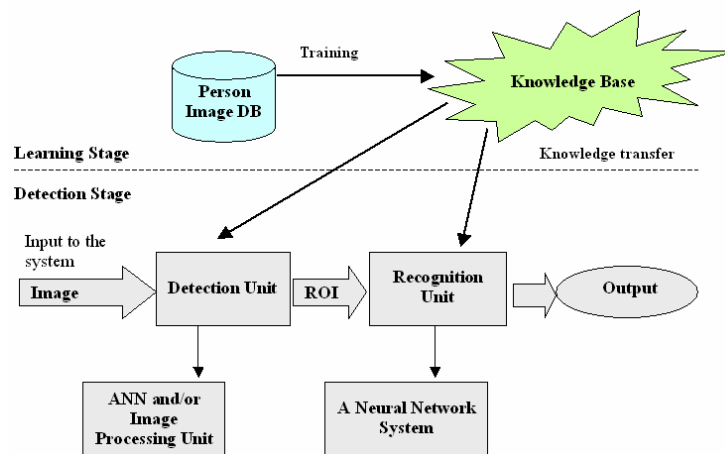 Training
Person
Image DB
Knowledge Base
Learning Stage
Knowledge transfer
Detection Stage
Input to the
system
Image
Detection Unit
ROI
Recognition
Unit
Output
ANN and/or
Image
Processing Unit
A Neural Network
System